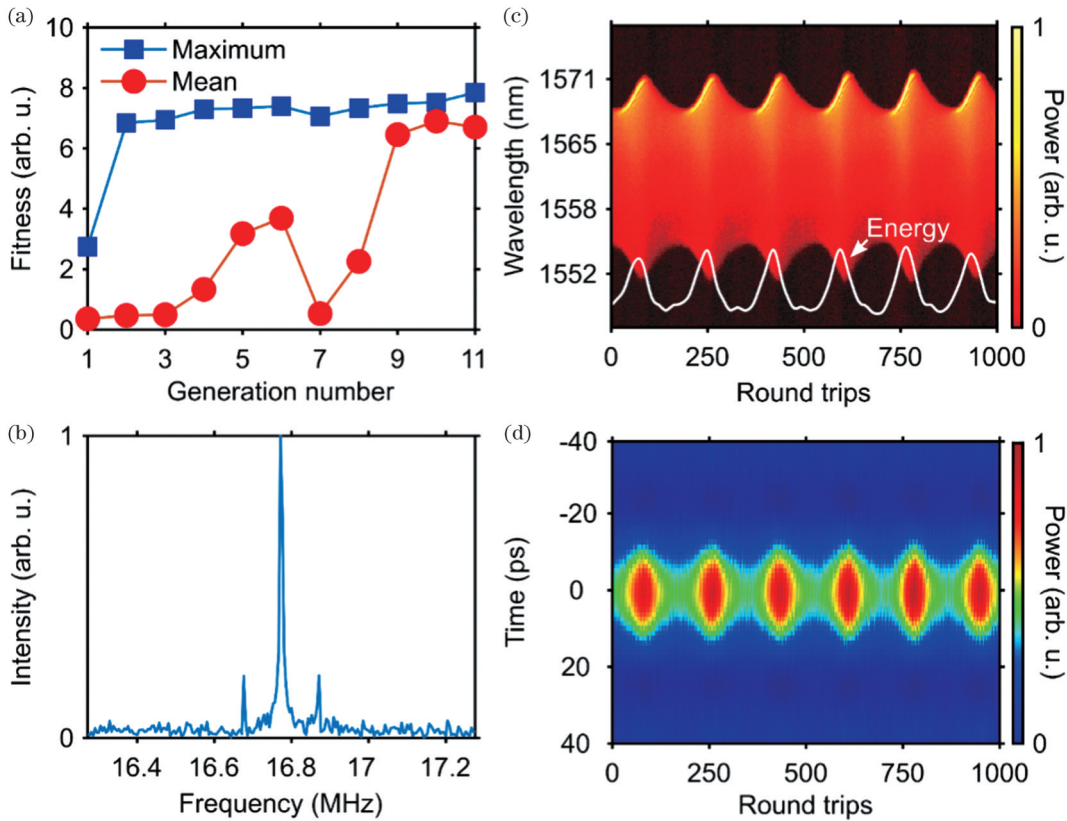 (a)
10
8
6
4
2
0
Fitness (arb. u.)
Maximum
Mean
1 3 5 7 9 11
Generation number
(c)
1571
1565
1558
1552
Wavelength (nm)
Energy
0 250 500 750 1000
Round trips
1
0
Power (arb. u.)
(b)
1
0
Intensity (arb. u.)
16.4 16.6 16.8 17 17.2
Frequency (MHz)
(d)
-40
-20
0
20
40
Time (ps)
0 250 500 750 1000
Round trips
1
0
Power (arb. u.)